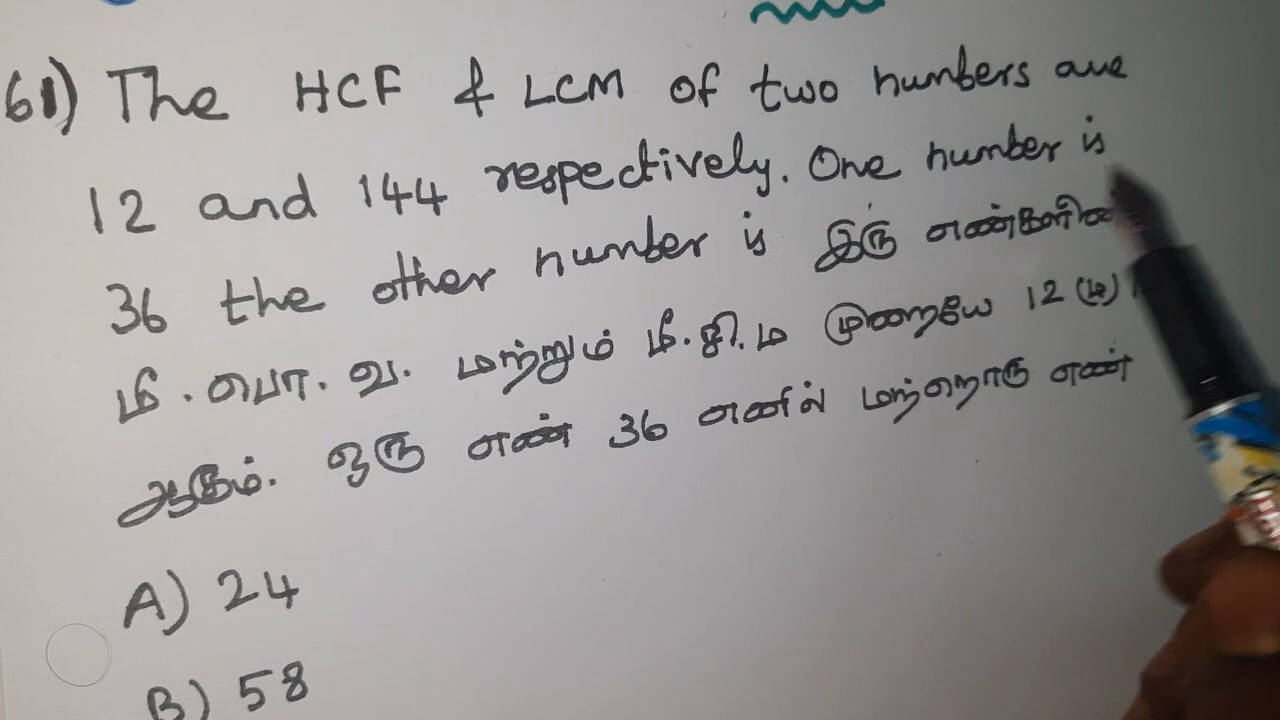 61) The HCF & LCM of two numbers are
12 and 144 respectively. One number is
36 the other number is இரு எண்களின்
மீ.பொ.வ. மற்றும் மீ.சி.ம முறையே 12 (டி)
ஆகும். ஒரு எண் 36 எனில் மற்றொரு எண்
A) 24
B) 58